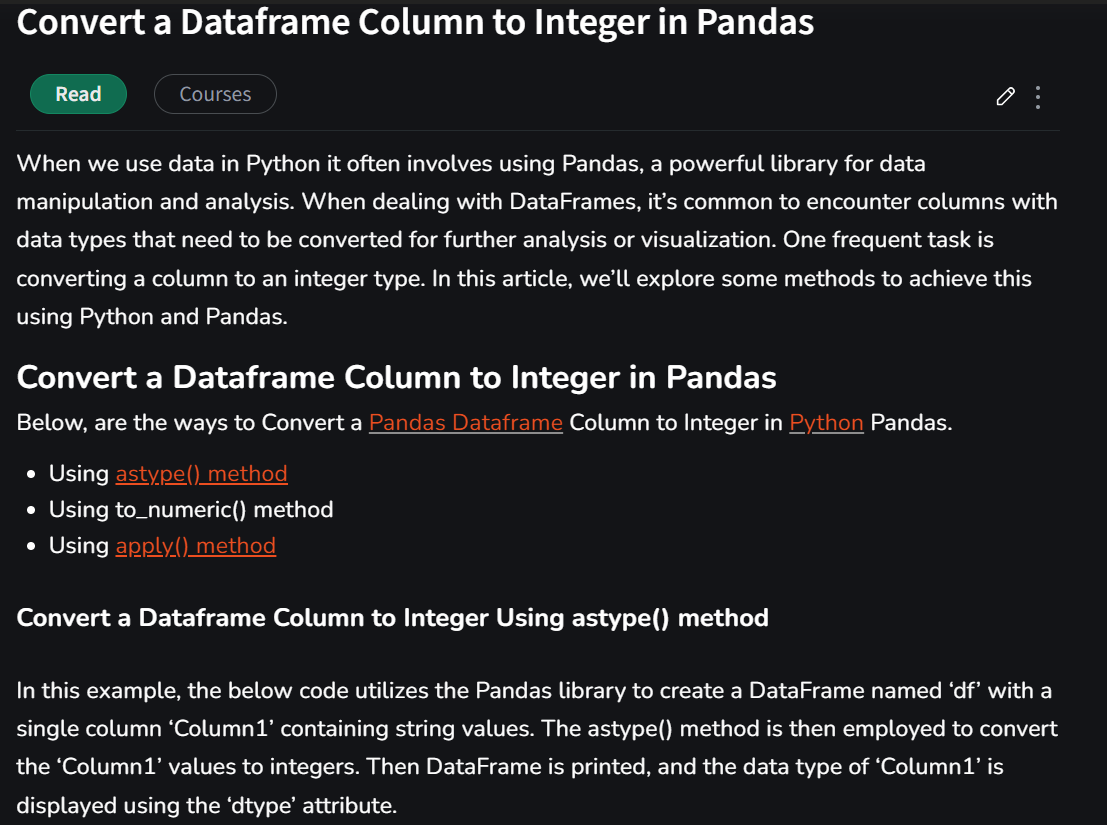 Convert a Dataframe Column to Integer in Pandas
Read
Courses
When we use data in Python it often involves using Pandas, a powerful library for data
manipulation and analysis. When dealing with DataFrames, it’s common to encounter columns with
data types that need to be converted for further analysis or visualization. One frequent task is
converting a column to an integer type. In this article, we’ll explore some methods to achieve this
using Python and Pandas.
Convert a Dataframe Column to Integer in Pandas
Below, are the ways to Convert a Pandas Dataframe Column to Integer in Python Pandas.
• Using astype() method
• Using to_numeric() method
• Using apply() method
Convert a Dataframe Column to Integer Using astype() method
In this example, the below code utilizes the Pandas library to create a DataFrame named ‘df’ with a
single column ‘Column1’ containing string values. The astype() method is then employed to convert
the ‘Column1’ values to integers. Then DataFrame is printed, and the data type of ‘Column1’ is
displayed using the ‘dtype’ attribute.